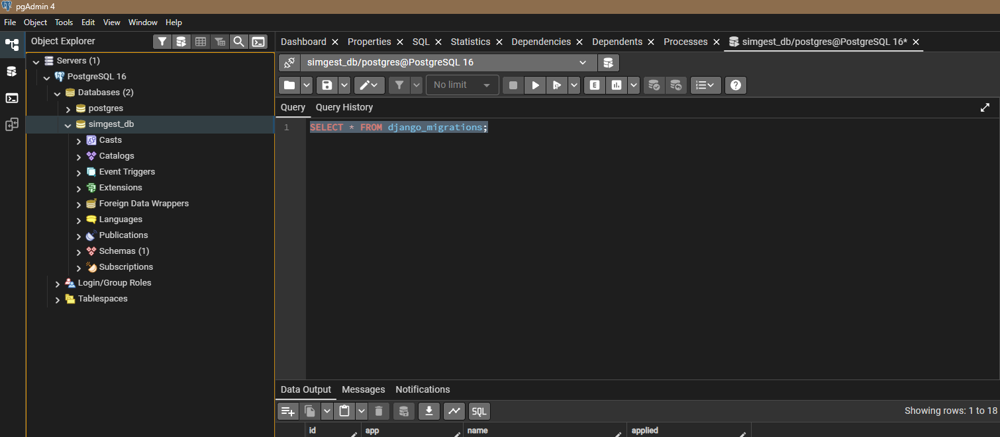 pgAdmin 4
File Object Tools Edit View Window Help
Object Explorer
Dashboard Properties SQL Statistics Dependencies Dependents Processes simgest_db/postgres@PostgreSQL 16*
Servers (1)
PostgreSQL 16
Databases (2)
postgres
simgest_db
Casts
Catalogs
Event Triggers
Extensions
Foreign Data Wrappers
Languages
Publications
Schemas (1)
Subscriptions
Login/Group Roles
Tablespaces
simgest_db/postgres@PostgreSQL 16
No limit E
Query Query History
1 SELECT * FROM django_migrations;
Data Output Messages Notifications
SQL Showing rows: 1 to 18
id app name applied